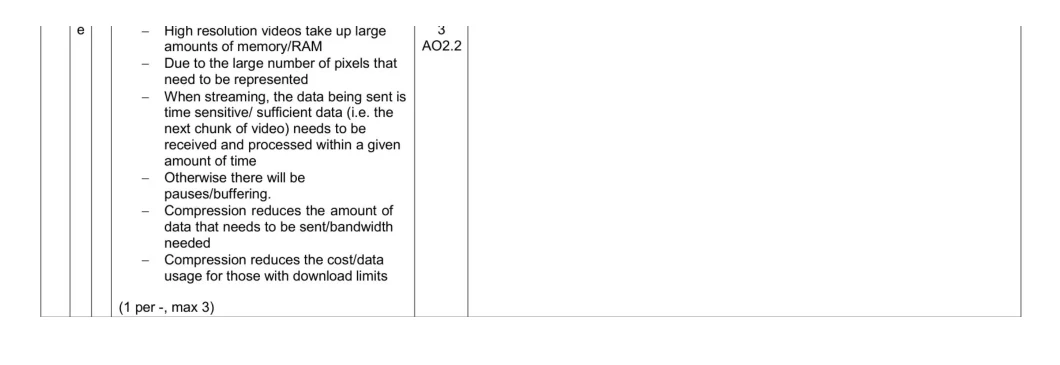 e
– High resolution videos take up large
amounts of memory/RAM
– Due to the large number of pixels that
need to be represented
– When streaming, the data being sent is
time sensitive/ sufficient data (i.e. the
next chunk of video) needs to be
received and processed within a given
amount of time
– Otherwise there will be
pauses/buffering.
– Compression reduces the amount of
data that needs to be sent/bandwidth
needed
– Compression reduces the cost/data
usage for those with download limits
(1 per -, max 3)
3
AO2.2